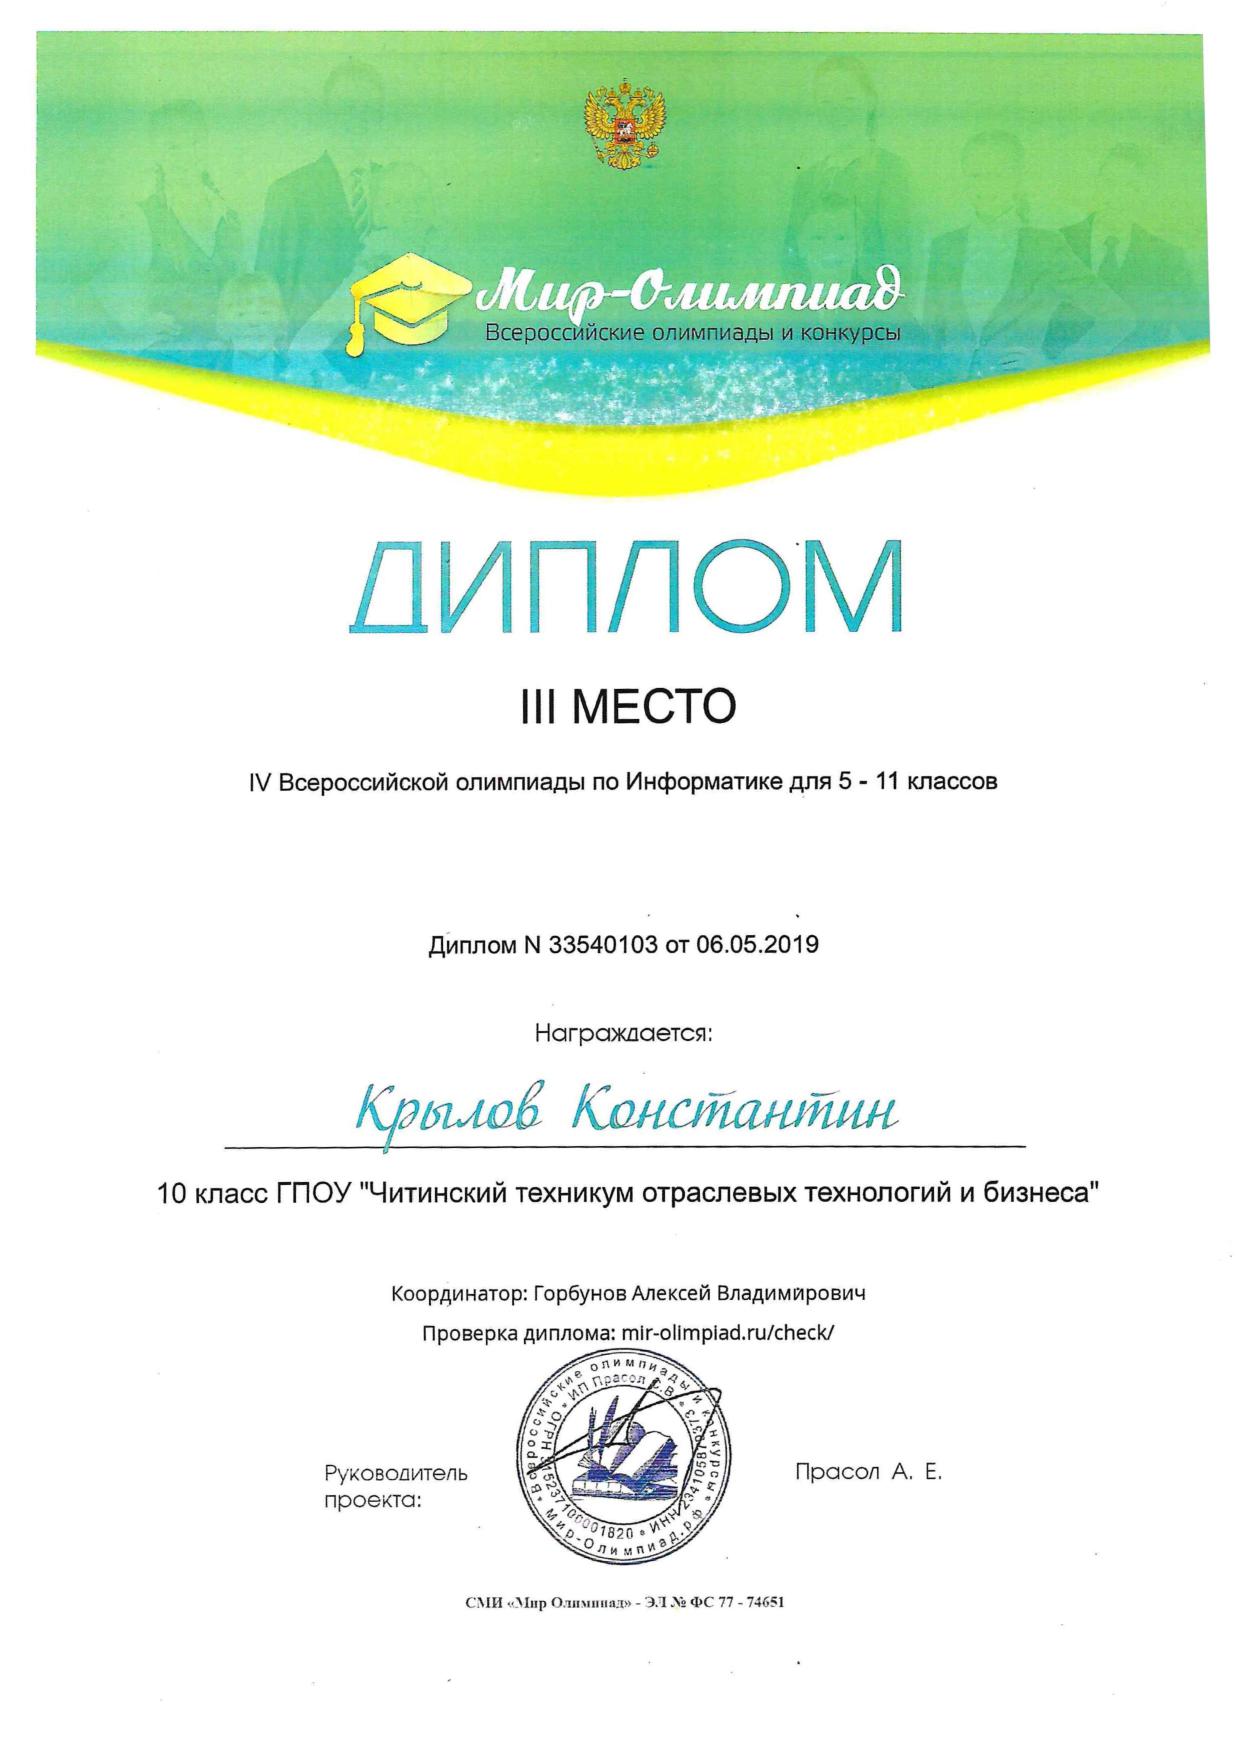 Мир-Олимпиад
Всероссийские олимпиады и конкурсы
ДИПЛОМ
III МЕСТО
IV Всероссийской олимпиады по Информатике для 5 - 11 классов
Диплом N 33540103 от 06.05.2019
Награждается:
Крылов Константин
10 класс ГПОУ "Читинский техникум отраслевых технологий и бизнеса"
Координатор: Горбунов Алексей Владимирович
Проверка диплома: mir-olimpiad.ru/check/
Всероссийские олимпиады и конкурсы
Мир-Олимпиад.рф
ИП Прасол С.В.
ОГРН 315237100001820
ИНН
Руководитель
проекта:
Прасол А. Е.
СМИ «Мир Олимпиад» - ЭЛ № ФС 77 - 74651